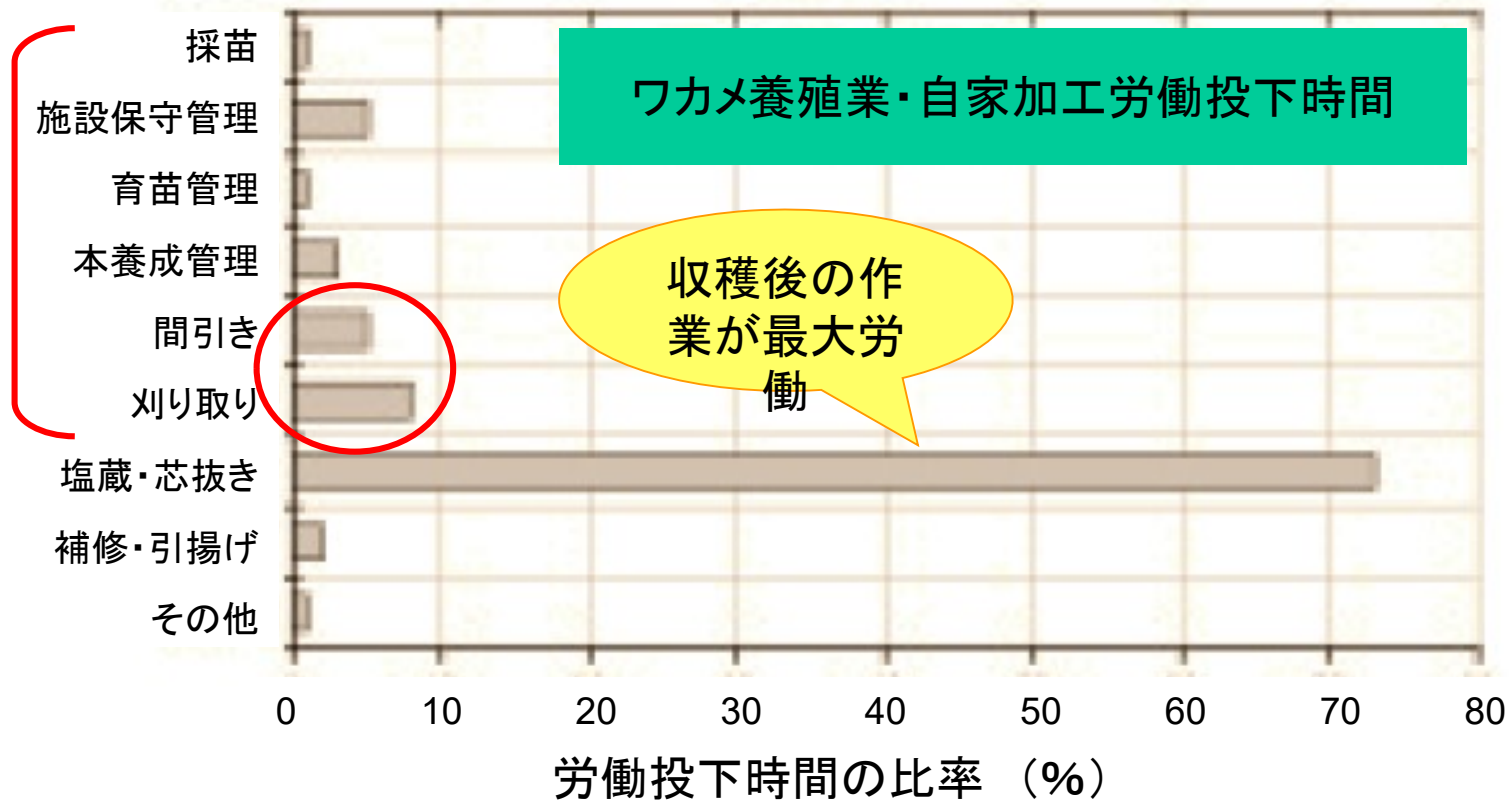 ワカメ養殖業・自家加工労働投下時間
採苗
施設保守管理
育苗管理
本養成管理
間引き
刈り取り
塩蔵・芯抜き
補修・引揚げ
その他
収穫後の作
業が最大労
働
0 10 20 30 40 50 60 70 80
労働投下時間の比率 (%)